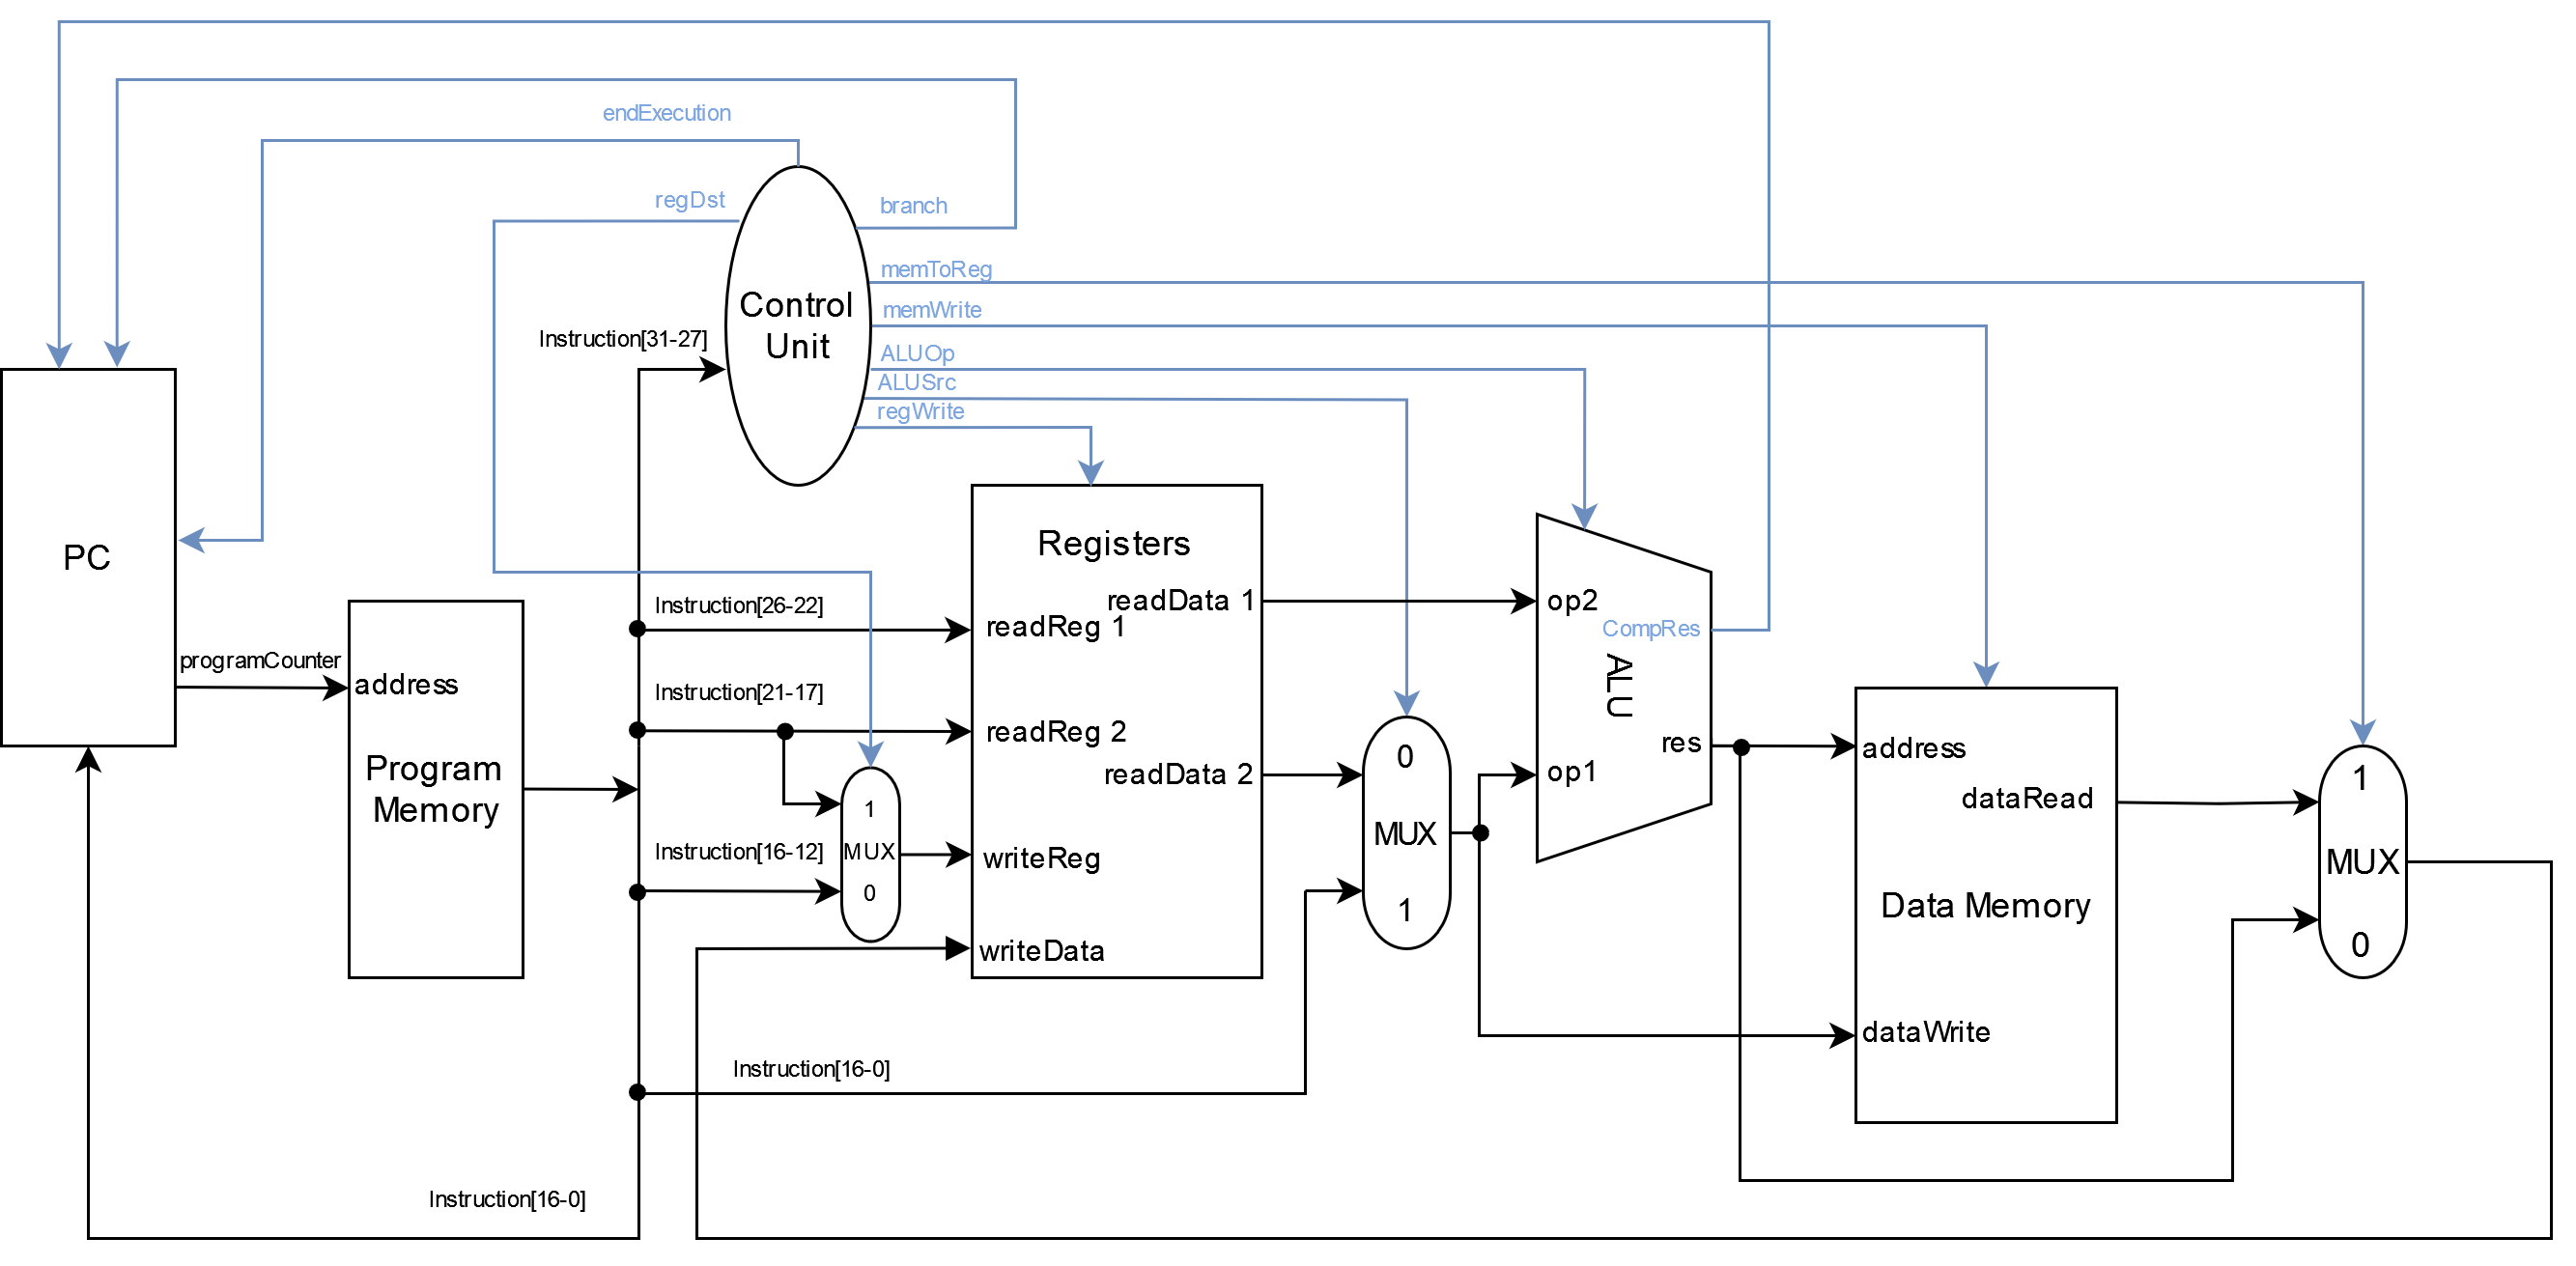 endExecution
regDst
branch
memToReg
memWrite
ALUOp
ALUSrc
regWrite
Control
Unit
Instruction[31-27]
PC
programCounter
address
Program
Memory
Instruction[26-22]
Instruction[21-17]
Instruction[16-12]
1
MUX
0
Registers
readData 1
readReg 1
readReg 2
readData 2
writeReg
writeData
Instruction[16-0]
Instruction[16-0]
0
MUX
1
op2
CompRes
ALU
res
op1
address
dataRead
Data Memory
dataWrite
1
MUX
0